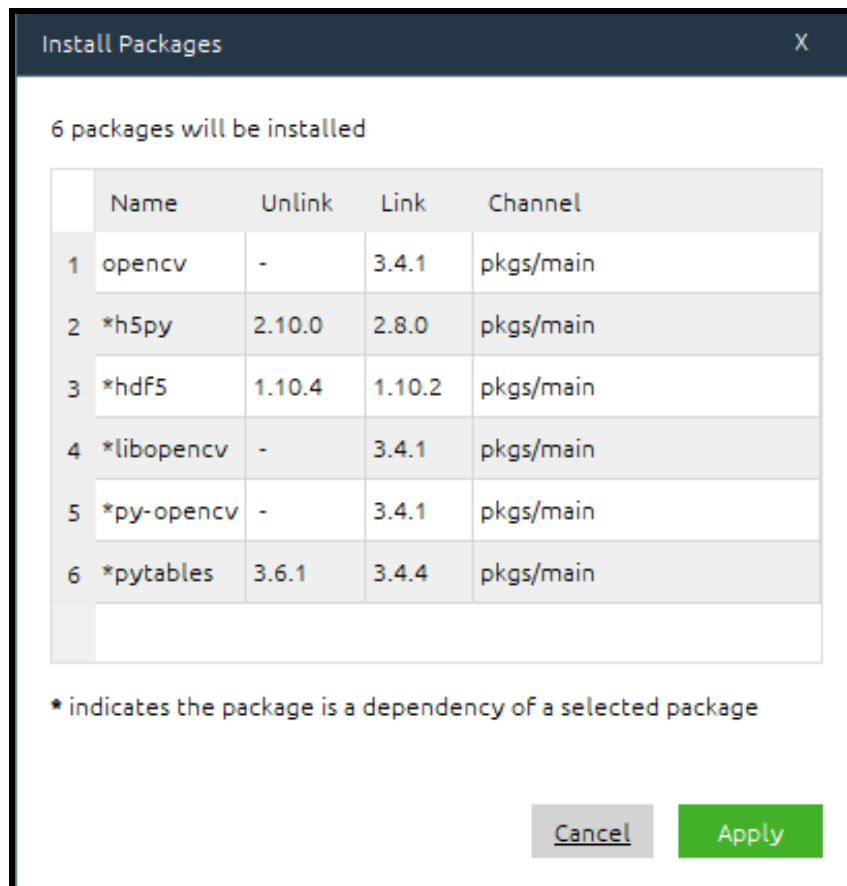 Install Packages X
6 packages will be installed
Name Unlink Link Channel
1 opencv - 3.4.1 pkgs/main
2 *h5py 2.10.0 2.8.0 pkgs/main
3 *hdf5 1.10.4 1.10.2 pkgs/main
4 *libopencv - 3.4.1 pkgs/main
5 *py-opencv - 3.4.1 pkgs/main
6 *pytables 3.6.1 3.4.4 pkgs/main
* indicates the package is a dependency of a selected package
Cancel Apply